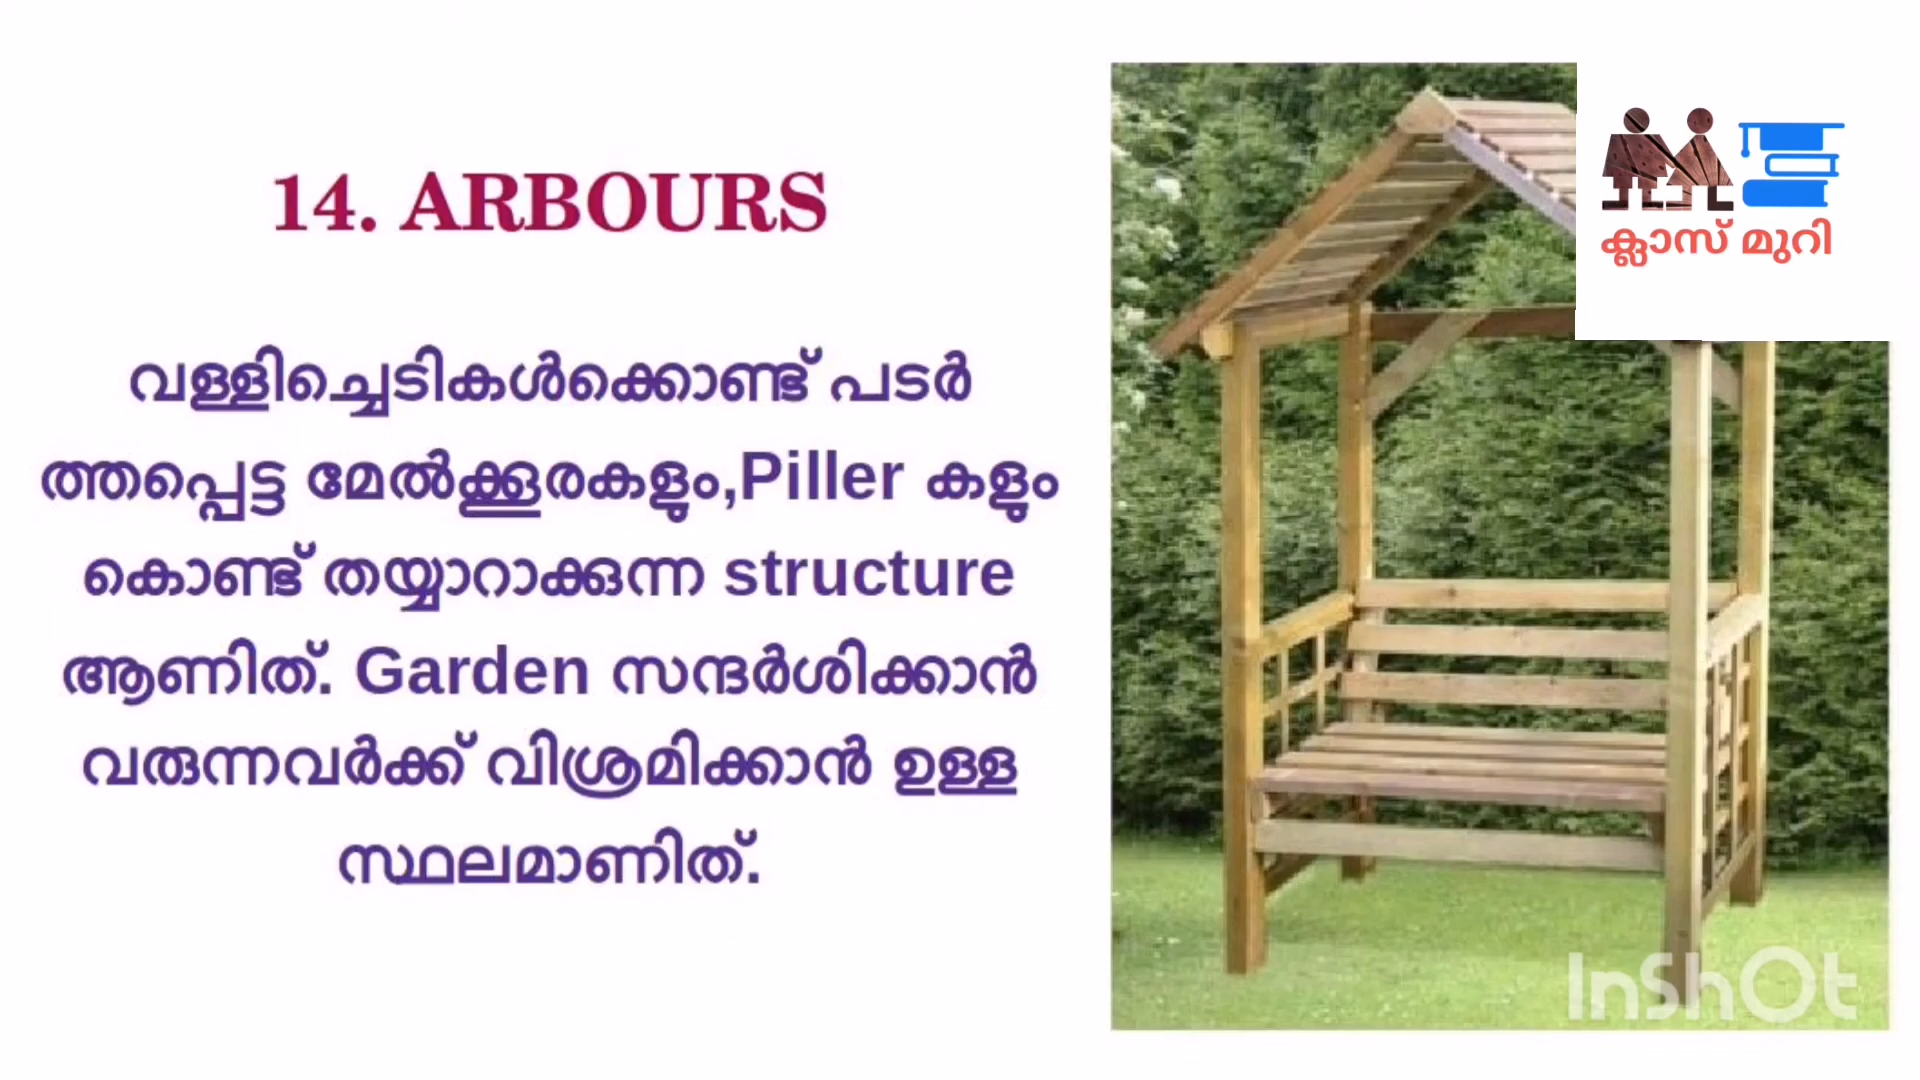 14. ARBOURS
വള്ളിച്ചെടികൾക്കൊണ്ട് പടർ
ത്തപ്പെട്ട മേൽക്കൂരകളും,Piller കളും
കൊണ്ട് തയ്യാറാക്കുന്ന structure
ആണിത്. Garden സന്ദർശിക്കാൻ
വരുന്നവർക്ക് വിശ്രമിക്കാൻ ഉള്ള
സ്ഥലമാണിത്.
ക്ലാസ് മുറി
InShOt